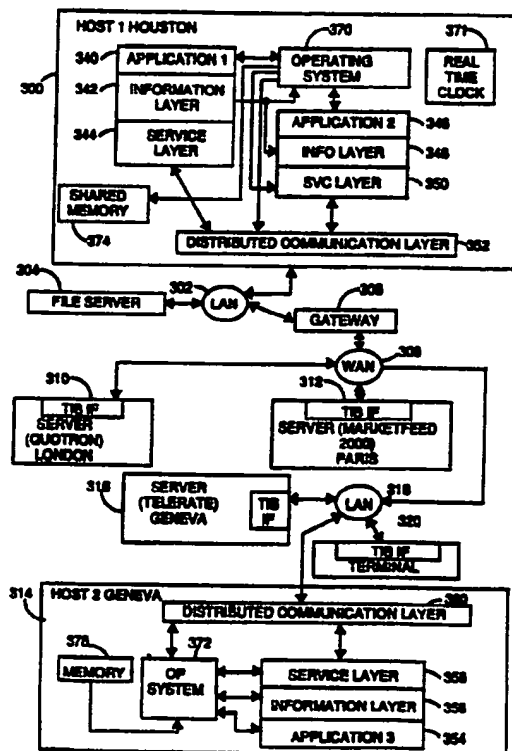 HOST 1 HOUSTON
370
371
340
APPLICATION 1
OPERATING
SYSTEM
REAL
TIME
CLOCK
300
342
INFORMATION
LAYER
344
SERVICE
LAYER
APPLICATION 2
346
INFO LAYER
348
SVC LAYER
350
SHARED
MEMORY
374
DISTRIBUTED COMMUNICATION LAYER
352
304
302
FILE SERVER
LAN
GATEWAY
WAN
310
312
TIB IF
SERVER
(QUOTRON)
LONDON
TIB IF
SERVER (MARKETFEED
2000)
PARIS
316
SERVER
(TELERATE)
GENEVA
TIB
IF
LAN
318
320
TIB IF
TERMINAL
314
HOST 2 GENEVA
DISTRIBUTED COMMUNICATION LAYER
372
MEMORY
OP
SYSTEM
SERVICE LAYER
358
INFORMATION LAYER
356
APPLICATION 3
354